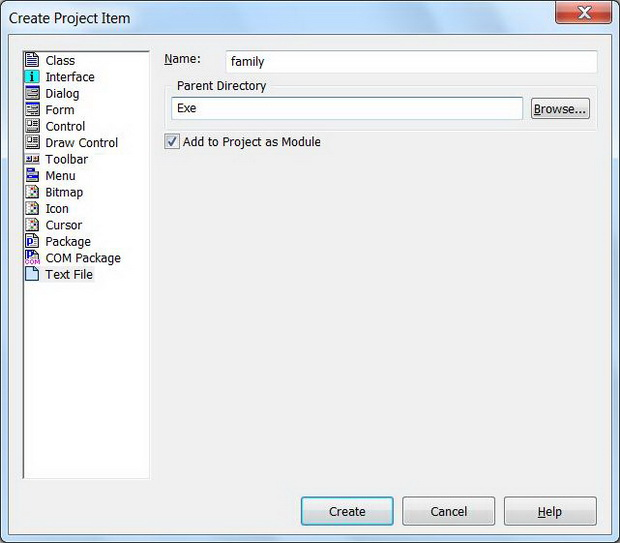 Create Project Item
Class
Interface
Dialog
Form
Control
Draw Control
Toolbar
Menu
Bitmap
Icon
Cursor
Package
COM Package
Text File
Name: family
Parent Directory
Exe
Browse...
Add to Project as Module
Create Cancel Help